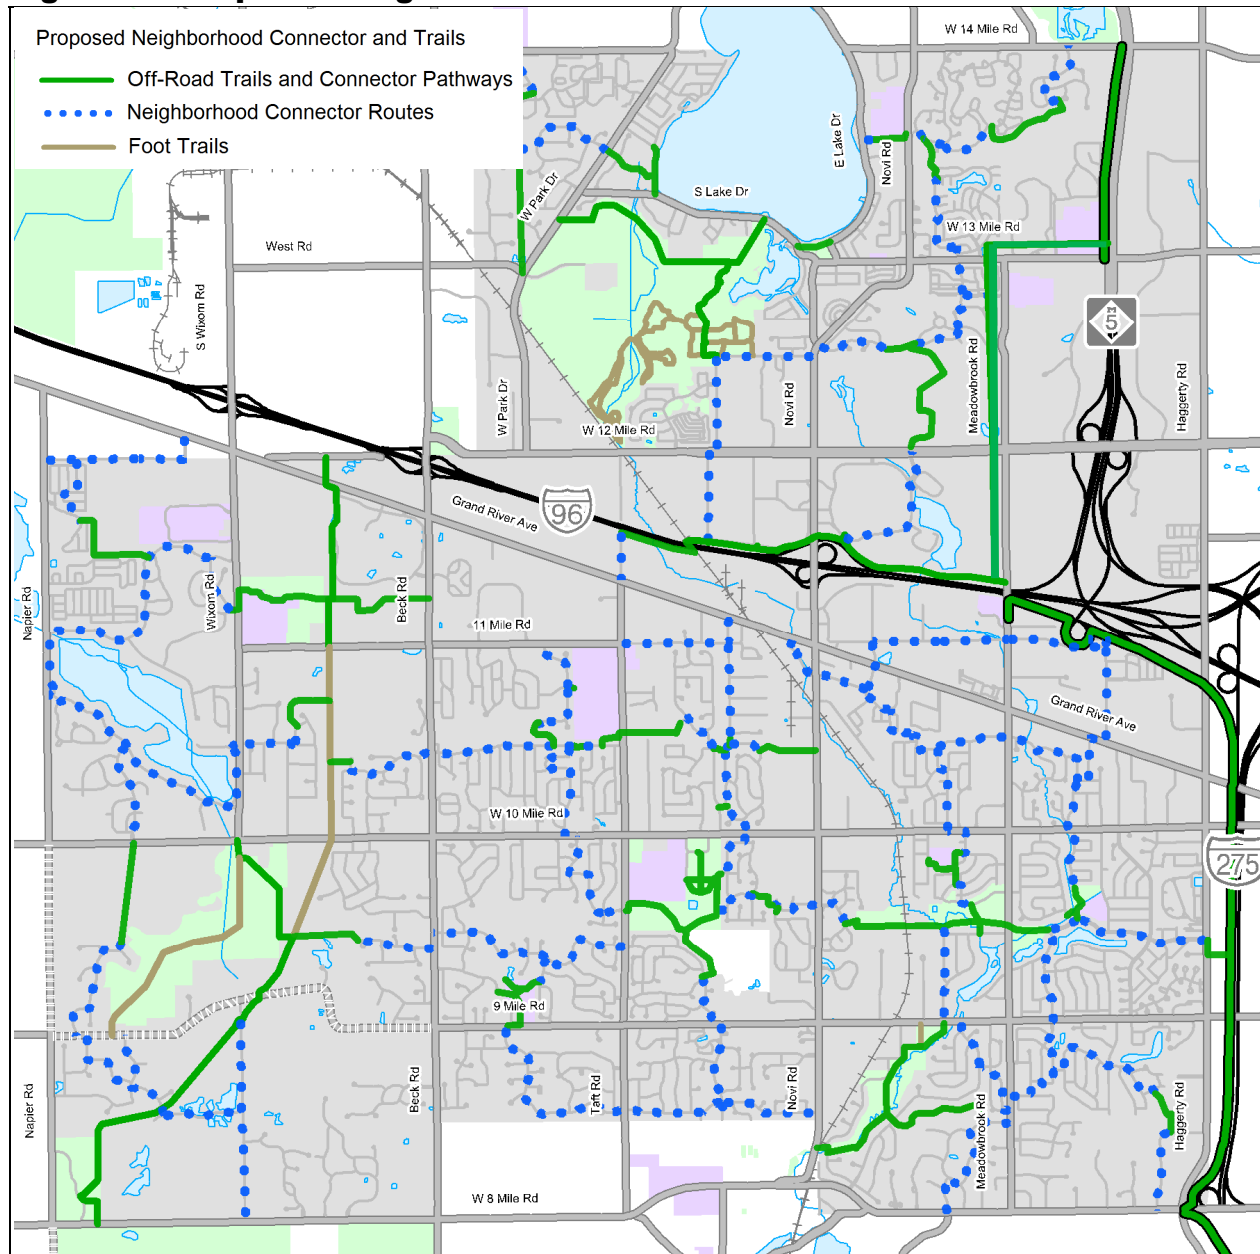 Proposed Neighborhood Connector and Trails
Off-Road Trails and Connector Pathways
Neighborhood Connector Routes
Foot Trails
W 14 Mile Rd
E Lake Dr
Novi Rd
W Park Dr
S Lake Dr
W 13 Mile Rd
West Rd
S Wixom Rd
M
5
W Park Dr
Novi Rd
Meadowbrook Rd
Haggerty Rd
W 12 Mile Rd
Grand River Ave
96
Napier Rd
Wixom Rd
Beck Rd
11 Mile Rd
Grand River Ave
W 10 Mile Rd
275
9 Mile Rd
Napier Rd
Beck Rd
Taft Rd
Novi Rd
Meadowbrook Rd
Haggerty Rd
W 8 Mile Rd